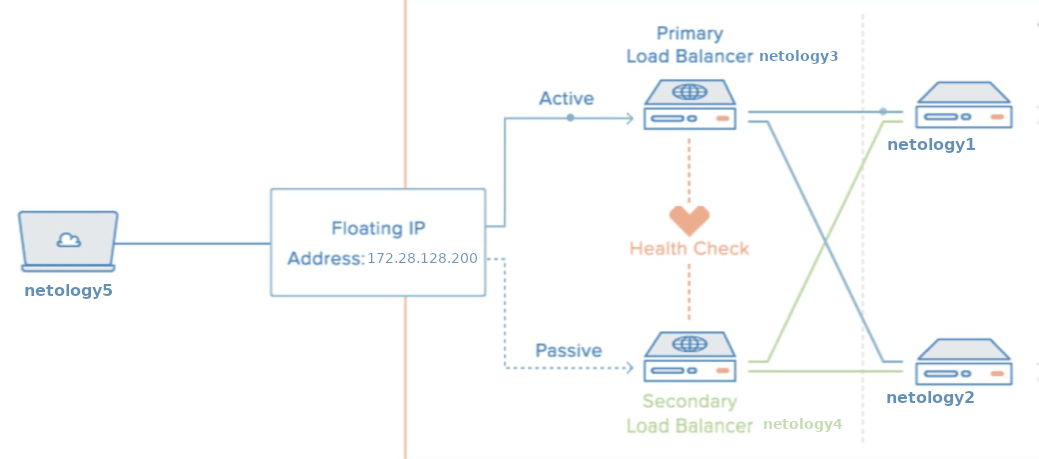 Primary
Load Balancer netology3
Active
netology1
Floating IP
Address: 172.28.128.200
Health Check
netology5
Passive
Secondary
Load Balancer netology4
netology2